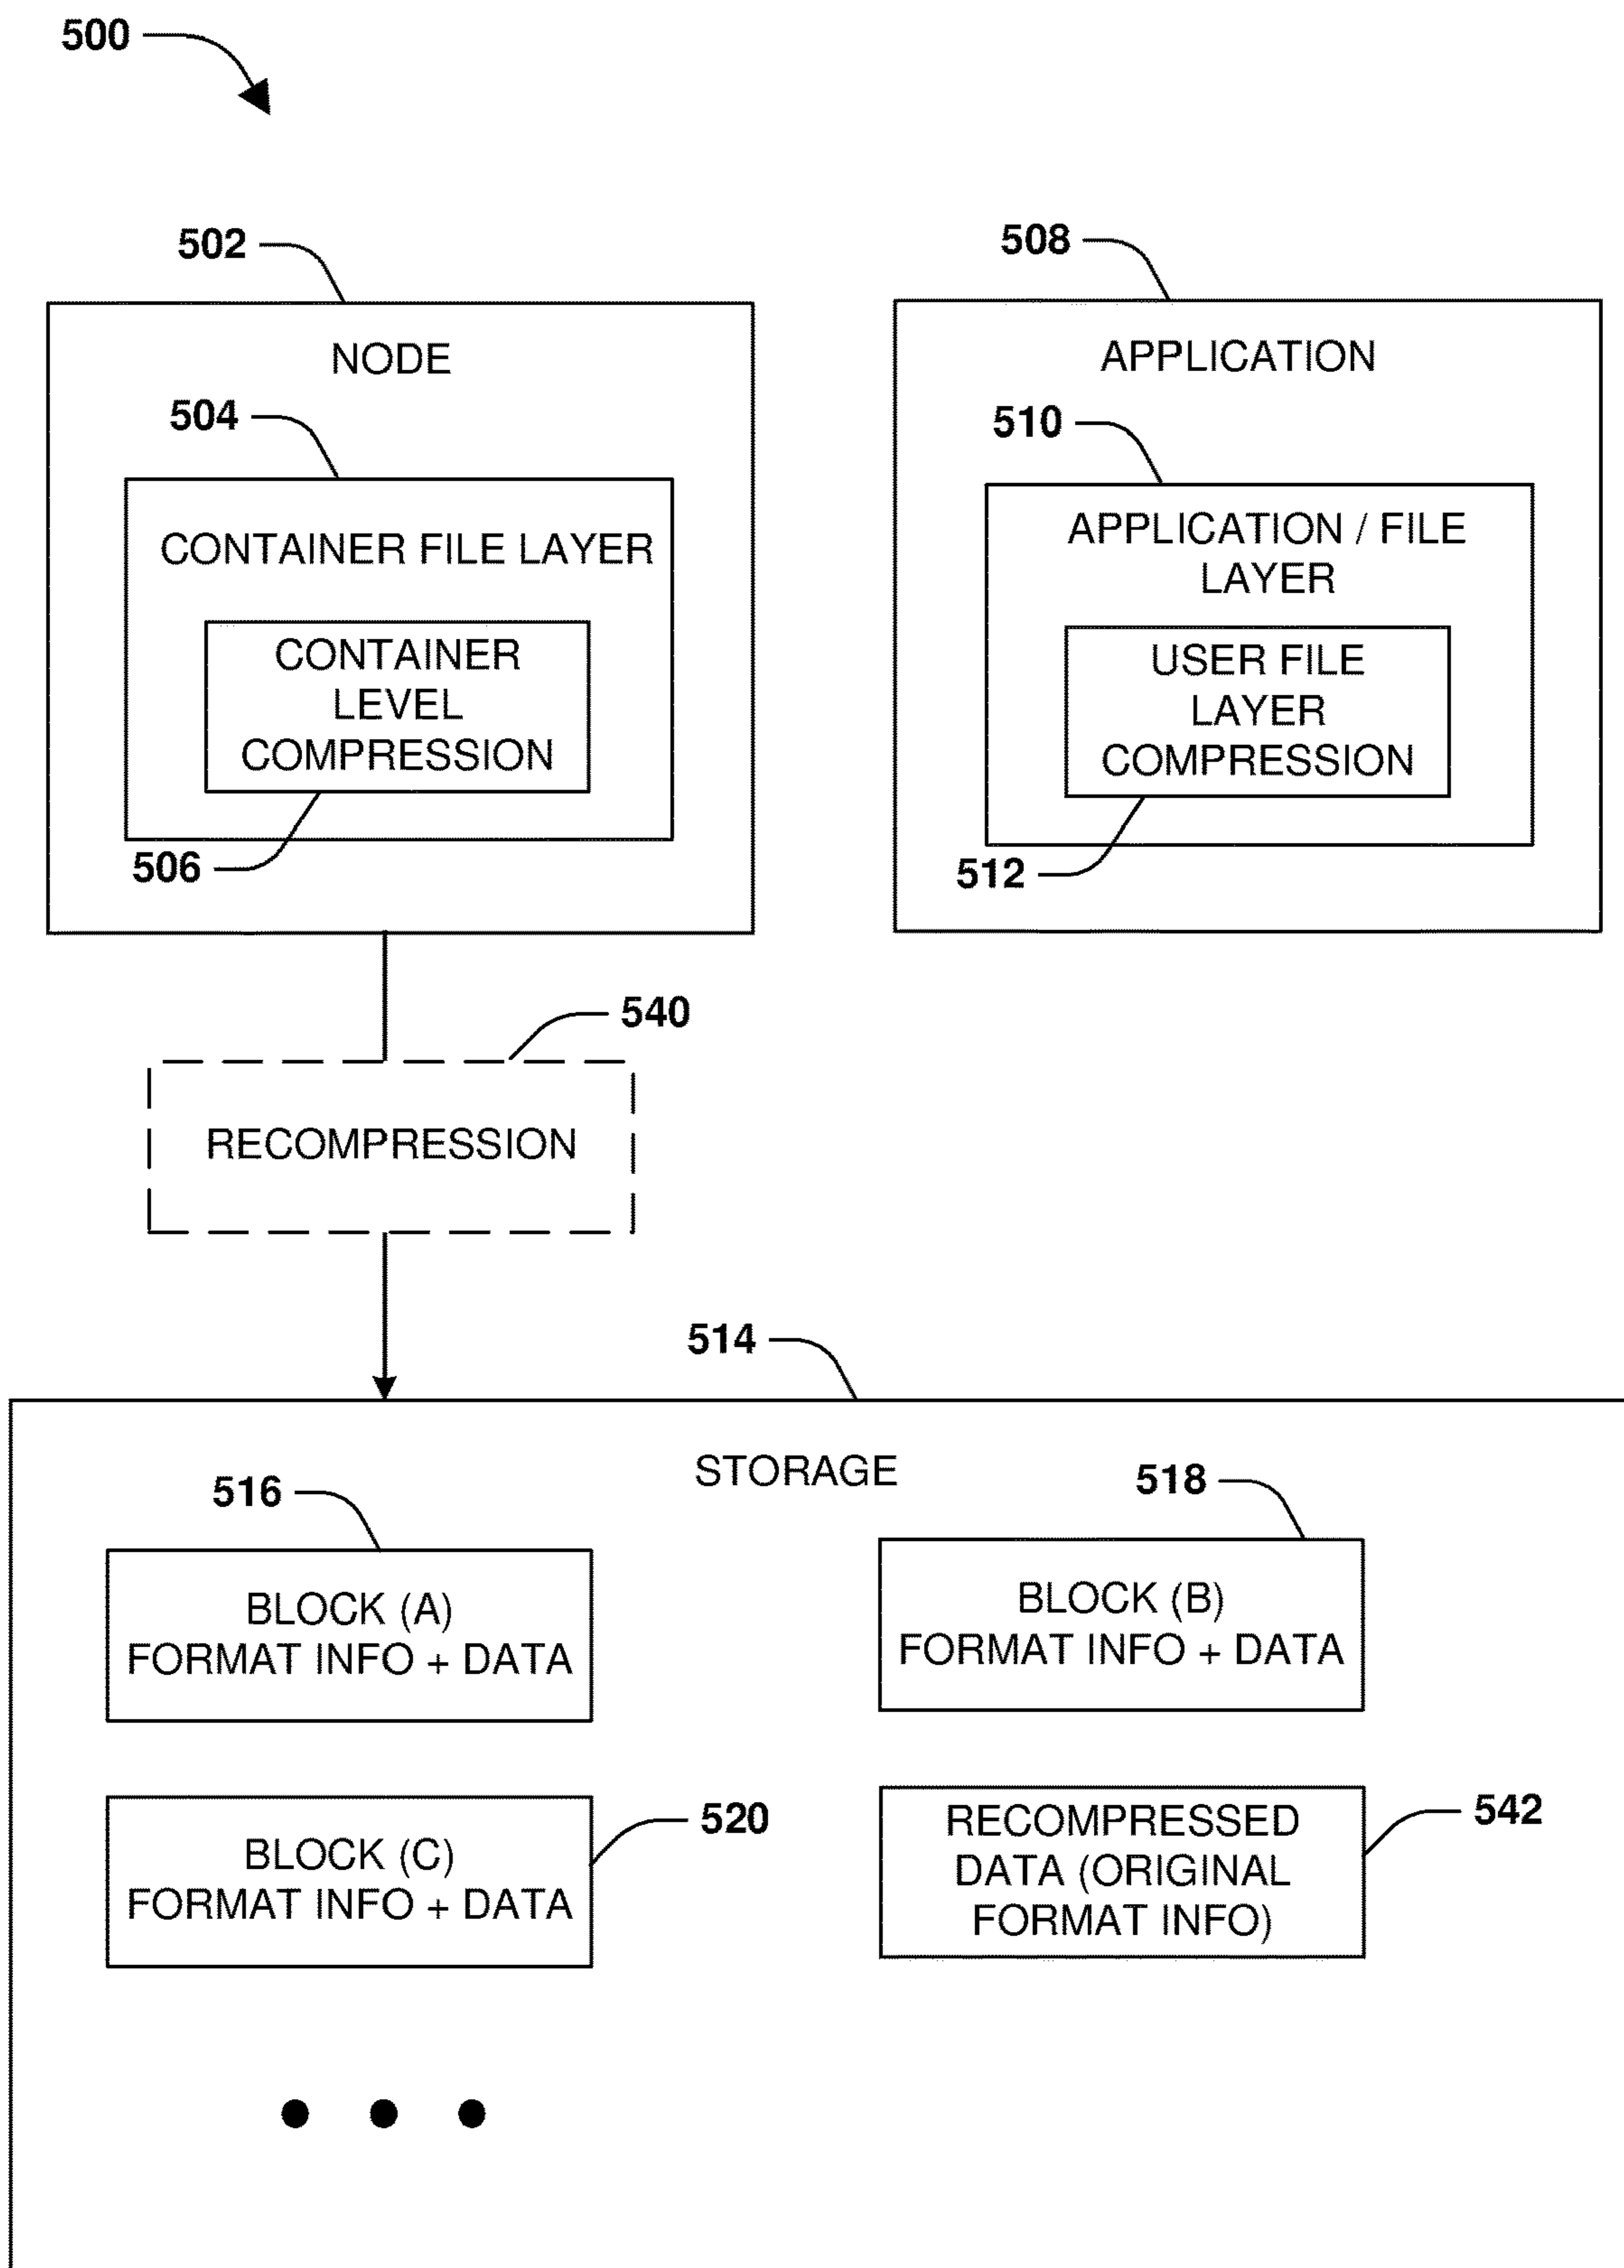 500
502
508
NODE
APPLICATION
504
510
CONTAINER FILE LAYER
APPLICATION / FILE
LAYER
CONTAINER
LEVEL
COMPRESSION
USER FILE
LAYER
COMPRESSION
506
512
540
RECOMPRESSION
514
STORAGE
516
518
BLOCK (A)
FORMAT INFO + DATA
BLOCK (B)
FORMAT INFO + DATA
520
542
BLOCK (C)
FORMAT INFO + DATA
RECOMPRESSED
DATA (ORIGINAL
FORMAT INFO)